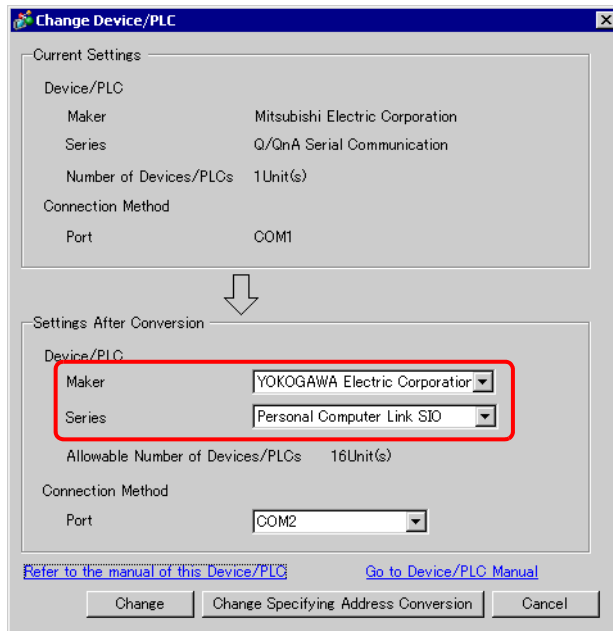 Change Device/PLC
Current Settings
Device/PLC
Maker Mitsubishi Electric Corporation
Series Q/QnA Serial Communication
Number of Devices/PLCs 1Unit(s)
Connection Method
Port COM1
Settings After Conversion
Device/PLC
Maker YOKOGAWA Electric Corporation
Series Personal Computer Link SIO
Allowable Number of Devices/PLCs 16Unit(s)
Connection Method
Port COM2
Refer to the manual of this Device/PLC Go to Device/PLC Manual
Change Change Specifying Address Conversion Cancel